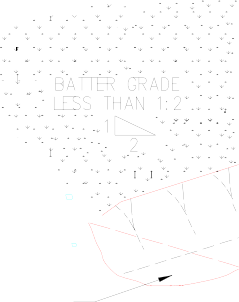 BATTER GRADE
LESS THAN 1:2
1
2